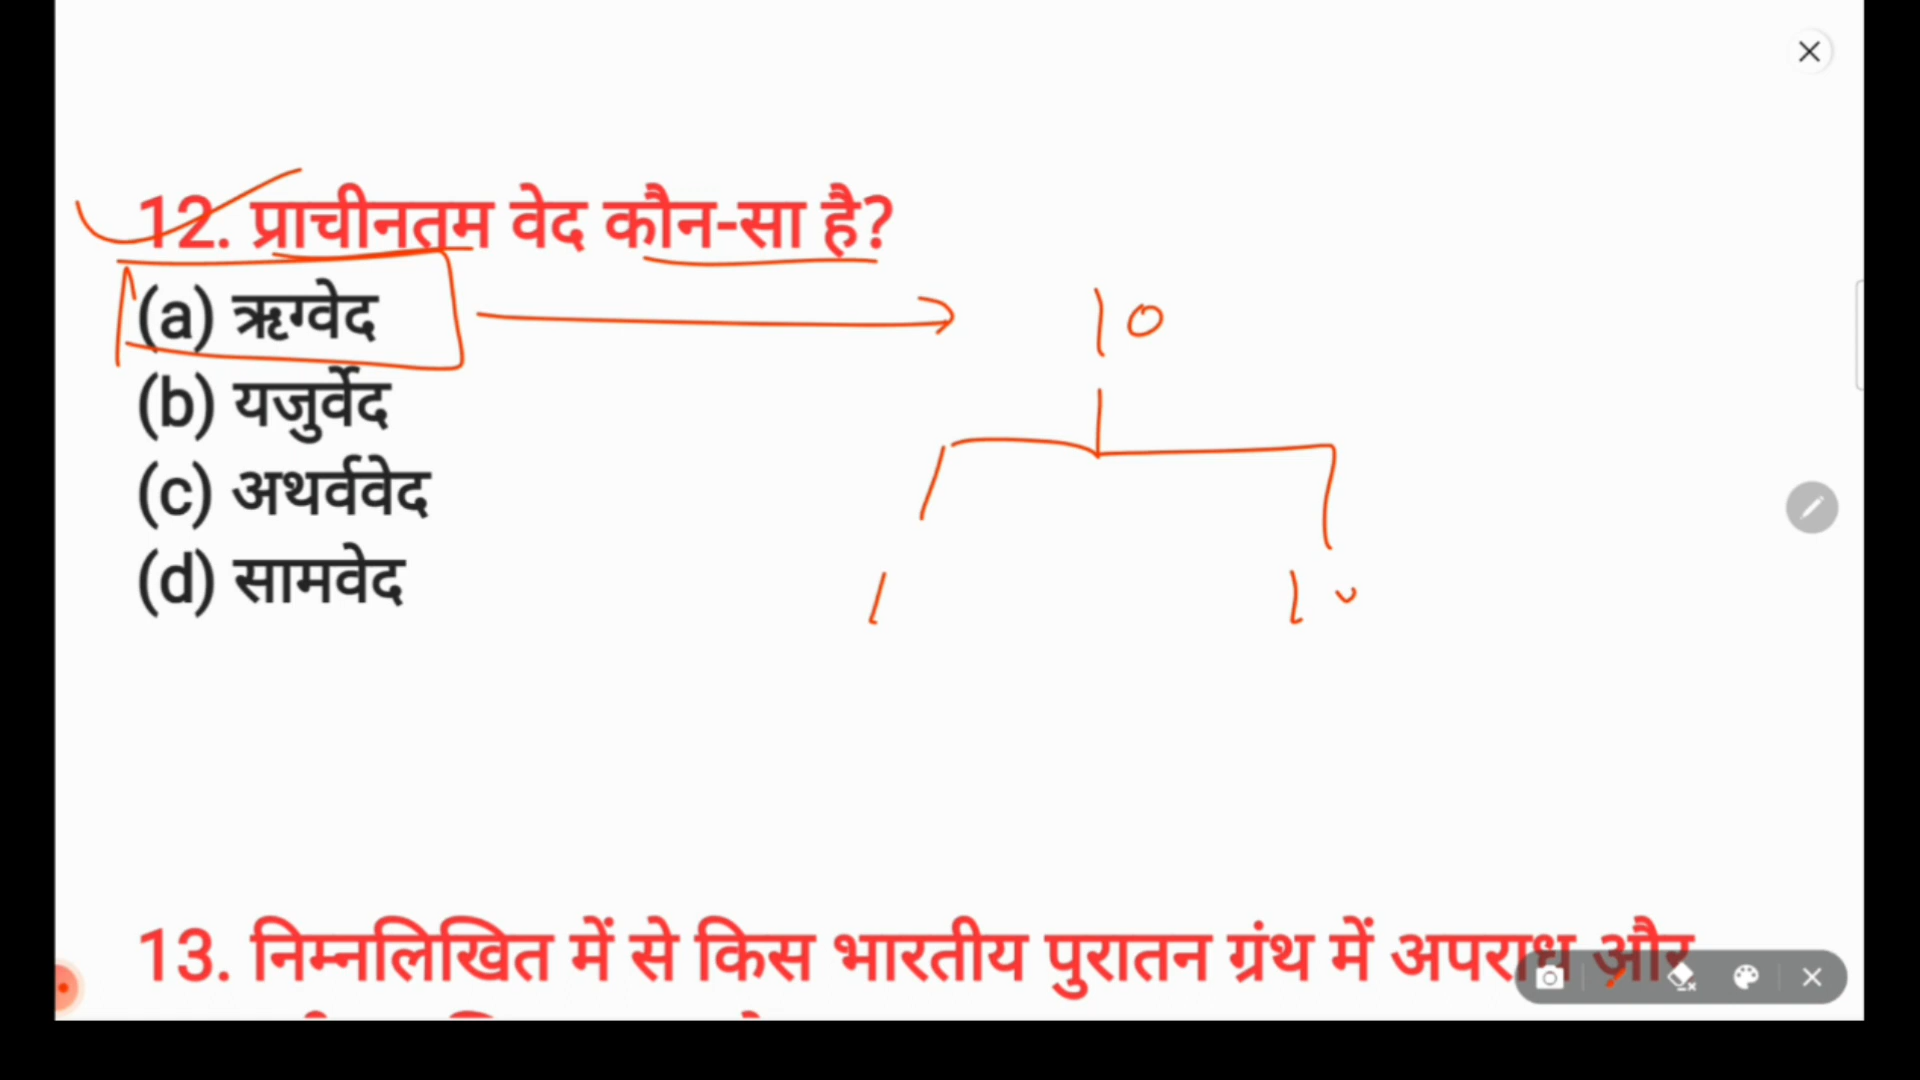 12. प्राचीनतम वेद कौन-सा है?
(a) ऋग्वेद
10
(b) यजुर्वेद
(c) अथर्ववेद
(d) सामवेद
1 10
13. निम्नलिखित में से किस भारतीय पुरातन ग्रंथ में अपराध और